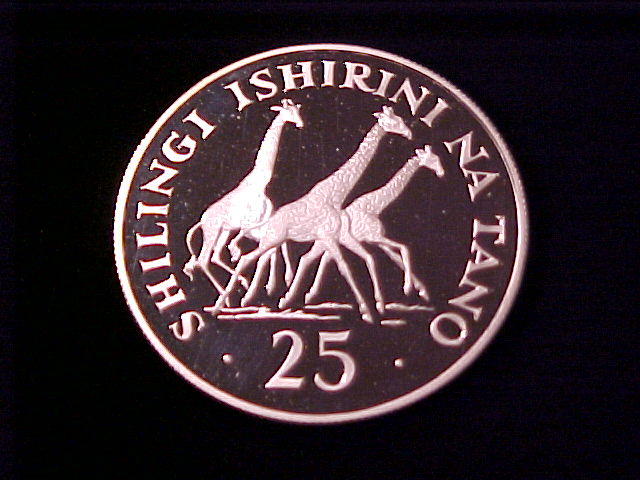 SHILINGI ISHIRINI NA TANO
· 25 ·